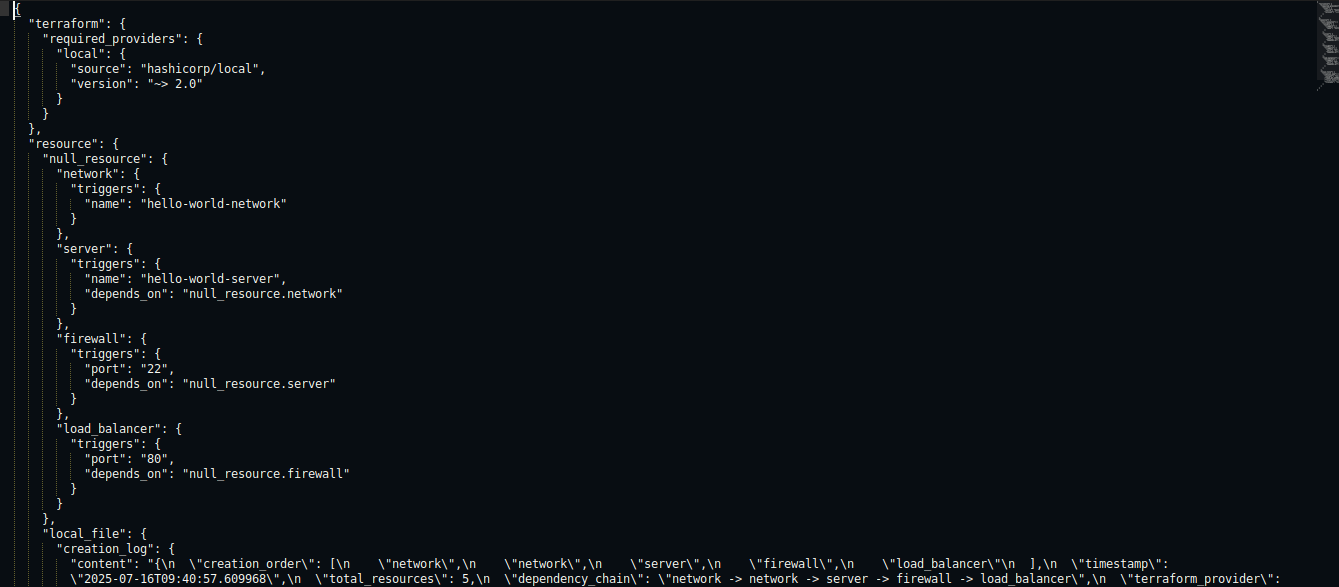 {
"terraform": {
"required_providers": {
"local": {
"source": "hashicorp/local",
"version": "~> 2.0"
}
}
},
"resource": {
"null_resource": {
"network": {
"triggers": {
"name": "hello-world-network"
}
},
"server": {
"triggers": {
"name": "hello-world-server",
"depends_on": "null_resource.network"
}
},
"firewall": {
"triggers": {
"port": "22",
"depends_on": "null_resource.server"
}
},
"load_balancer": {
"triggers": {
"port": "80",
"depends_on": "null_resource.firewall"
}
}
},
"local_file": {
"creation_log": {
"content": "{\n  \"creation_order\": [\n    \"network\",\n    \"network\",\n    \"server\",\n    \"firewall\",\n    \"load_balancer\"\n  ],\n  \"timestamp\":
\"2025-07-16T09:40:57.609968\",\n  \"total_resources\": 5,\n  \"dependency_chain\": \"network -> network -> server -> firewall -> load_balancer\",\n  \"terraform_provider\":